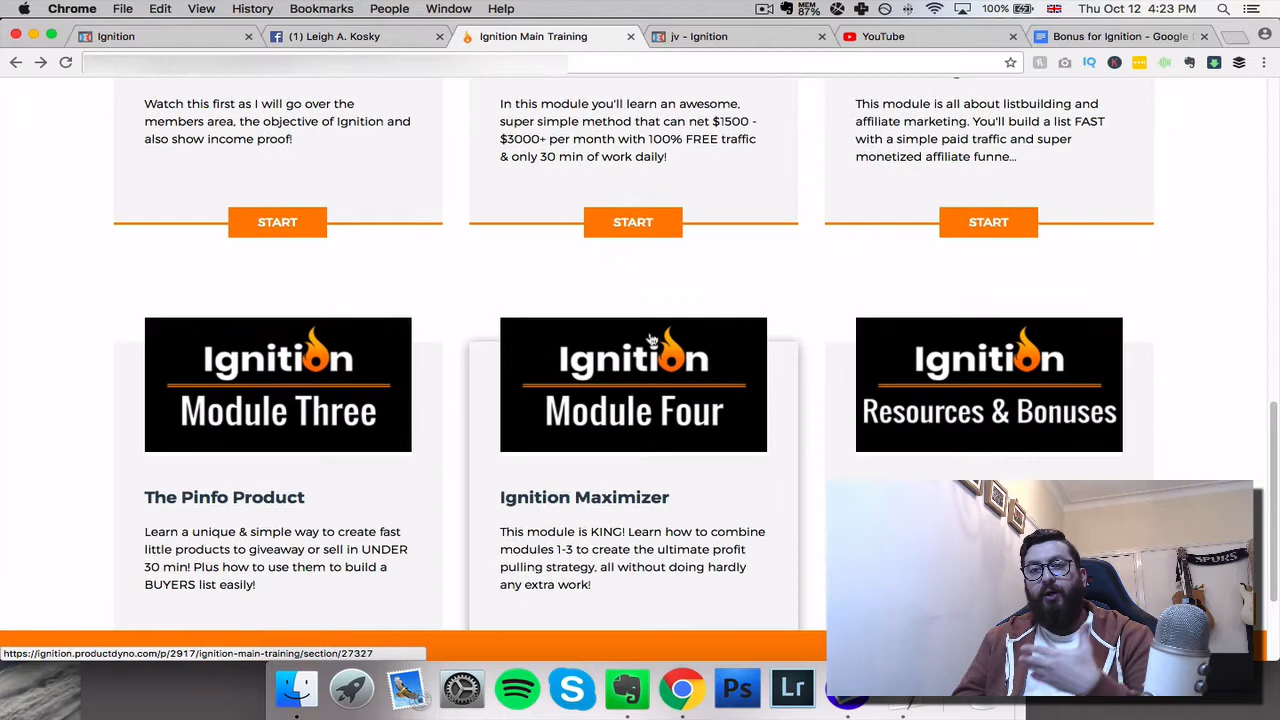 Chrome File Edit View History Bookmarks People Window Help MEM 87% 100% Thu Oct 12 4:23 PM
Ignition
(1) Leigh A. Kosky
Ignition Main Training
jv - Ignition
YouTube
Bonus for Ignition - Google
IQ
Watch this first as I will go over the
members area, the objective of Ignition and
also show income proof!
START
In this module you'll learn an awesome,
super simple method that can net $1500 -
$3000+ per month with 100% FREE traffic
& only 30 min of work daily!
START
This module is all about listbuilding and
affiliate marketing. You'll build a list FAST
with a simple paid traffic and super
monetized affiliate funne...
START
Ignition
Module Three
The Pinfo Product
Learn a unique & simple way to create fast
little products to giveaway or sell in UNDER
30 min! Plus how to use them to build a
BUYERS list easily!
Ignition
Module Four
Ignition Maximizer
This module is KING! Learn how to combine
modules 1-3 to create the ultimate profit
pulling strategy, all without doing hardly
any extra work!
Ignition
Resources & Bonuses
https://ignition.productdyno.com/p/2917/ignition-main-training/section/27327
Ps
Lr